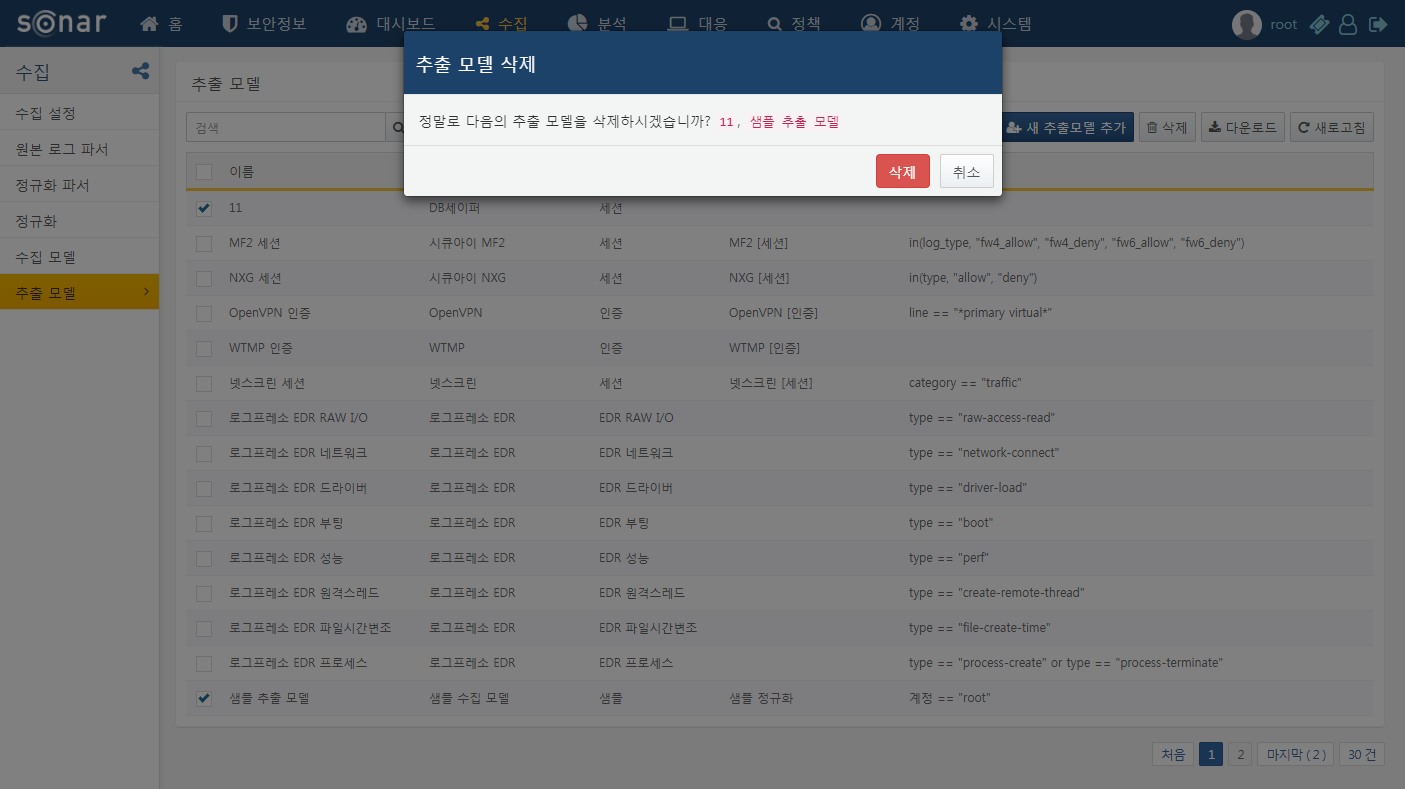 sonar 홈 보안정보 대시보드 수집 분석 대응 정책 계정 시스템 root
추출 모델 삭제
정말로 다음의 추출 모델을 삭제하시겠습니까? 11, 샘플 추출 모델
삭제 취소
수집
수집 설정
원본 로그 파서
정규화 파서
정규화
수집 모델
추출 모델
추출 모델
검색 새 추출모델 추가 삭제 다운로드 새로고침
이름
11 DB세이퍼 세션
MF2 세션 시큐아이 MF2 세션 MF2 [세션] in(log_type, "fw4_allow", "fw4_deny", "fw6_allow", "fw6_deny")
NXG 세션 시큐아이 NXG 세션 NXG [세션] in(type, "allow", "deny")
OpenVPN 인증 OpenVPN 인증 OpenVPN [인증] line == "*primary virtual*"
WTMP 인증 WTMP 인증 WTMP [인증]
넷스크린 세션 넷스크린 세션 넷스크린 [세션] category == "traffic"
로그프레소 EDR RAW I/O 로그프레소 EDR EDR RAW I/O type == "raw-access-read"
로그프레소 EDR 네트워크 로그프레소 EDR EDR 네트워크 type == "network-connect"
로그프레소 EDR 드라이버 로그프레소 EDR EDR 드라이버 type == "driver-load"
로그프레소 EDR 부팅 로그프레소 EDR EDR 부팅 type == "boot"
로그프레소 EDR 성능 로그프레소 EDR EDR 성능 type == "perf"
로그프레소 EDR 원격스레드 로그프레소 EDR EDR 원격스레드 type == "create-remote-thread"
로그프레소 EDR 파일시간변조 로그프레소 EDR EDR 파일시간변조 type == "file-create-time"
로그프레소 EDR 프로세스 로그프레소 EDR EDR 프로세스 type == "process-create" or type == "process-terminate"
샘플 추출 모델 샘플 수집 모델 샘플 샘플 정규화 계정 == "root"
처음 1 2 마지막 ( 2 ) 30 건